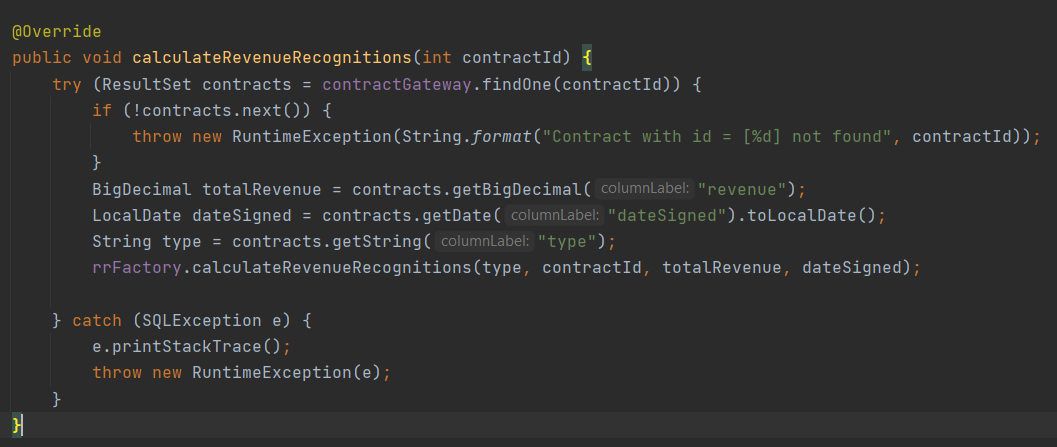 @Override
public void calculateRevenueRecognitions(int contractId) {
try (ResultSet contracts = contractGateway.findOne(contractId)) {
if (!contracts.next()) {
throw new RuntimeException(String.format("Contract with id = [%d] not found", contractId));
}
BigDecimal totalRevenue = contracts.getBigDecimal( columnLabel: "revenue");
LocalDate dateSigned = contracts.getDate( columnLabel: "dateSigned").toLocalDate();
String type = contracts.getString( columnLabel: "type");
rrFactory.calculateRevenueRecognitions(type, contractId, totalRevenue, dateSigned);
} catch (SQLException e) {
e.printStackTrace();
throw new RuntimeException(e);
}
}